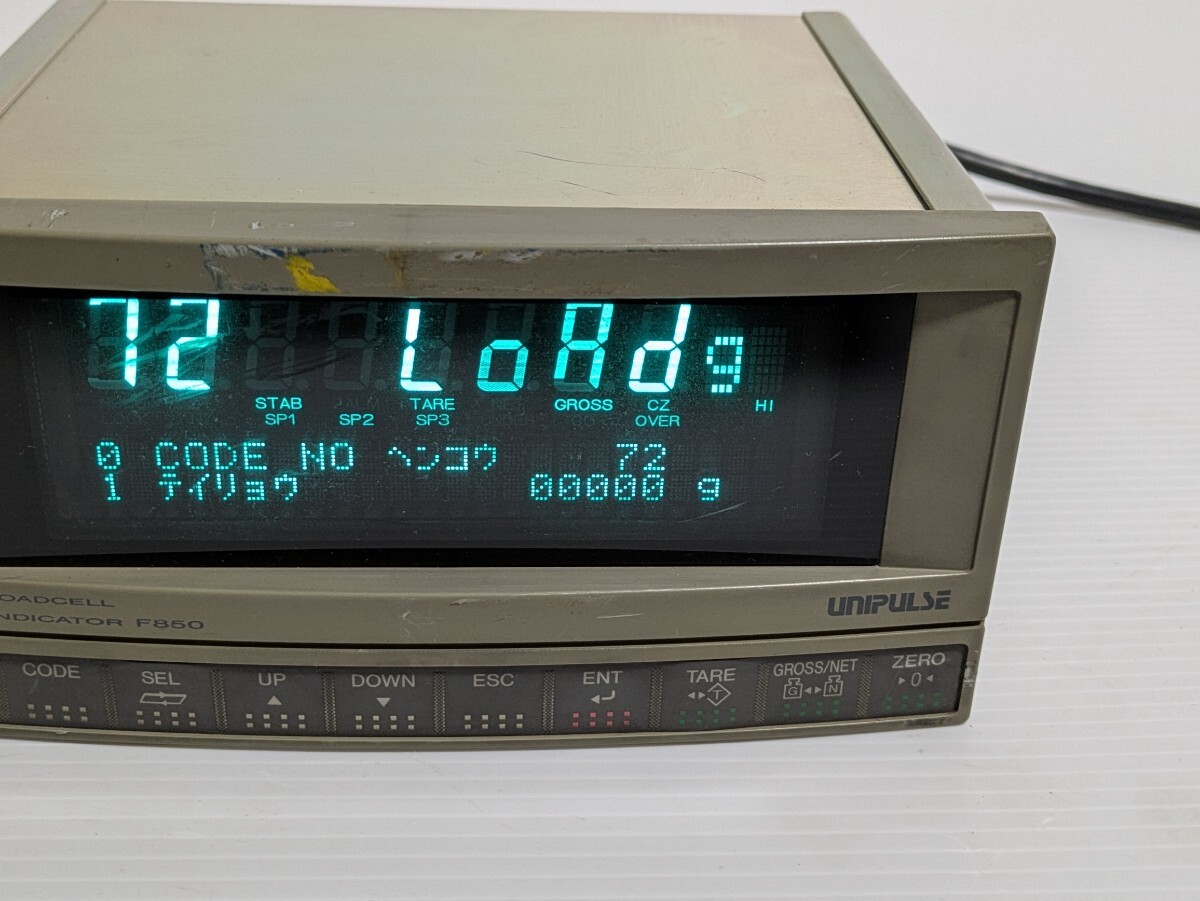 72 LoAd g
STAB TARE GROSS CZ HI
SP1 SP2 SP3 OVER
0 CODE NO ヘンコウ 72
1 テイリョウ 00000 g
OADCELL
NDICATOR F850
UNIPULSE
CODE SEL UP DOWN ESC ENT TARE GROSS/NET ZERO
T G N 0